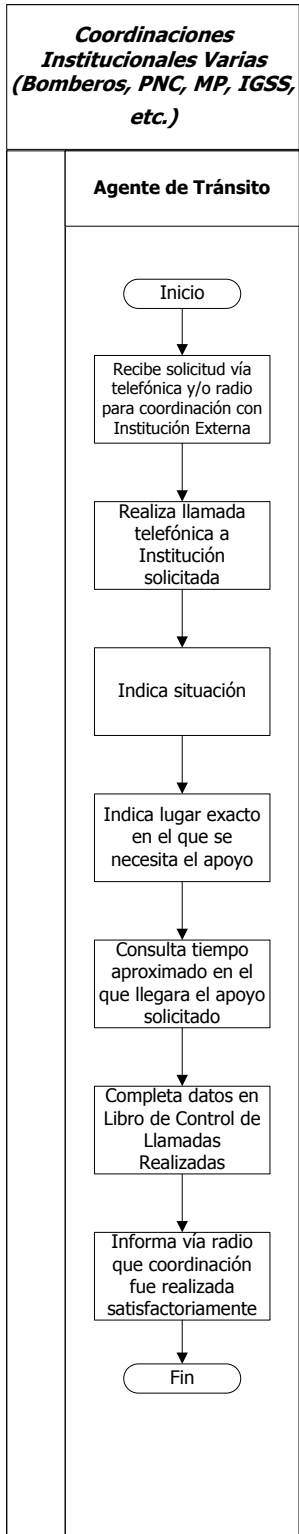 Coordinaciones
Institucionales Varias
(Bomberos, PNC, MP, IGSS,
etc.)
Agente de Tránsito
Inicio
Recibe solicitud vía
telefónica y/o radio
para coordinación con
Institución Externa
Realiza llamada
telefónica a
Institución
solicitada
Indica situación
Indica lugar exacto
en el que se
necesita el apoyo
Consulta tiempo
aproximado en el
que llegara el apoyo
solicitado
Completa datos en
Libro de Control de
Llamadas
Realizadas
Informa vía radio
que coordinación
fue realizada
satisfactoriamente
Fin